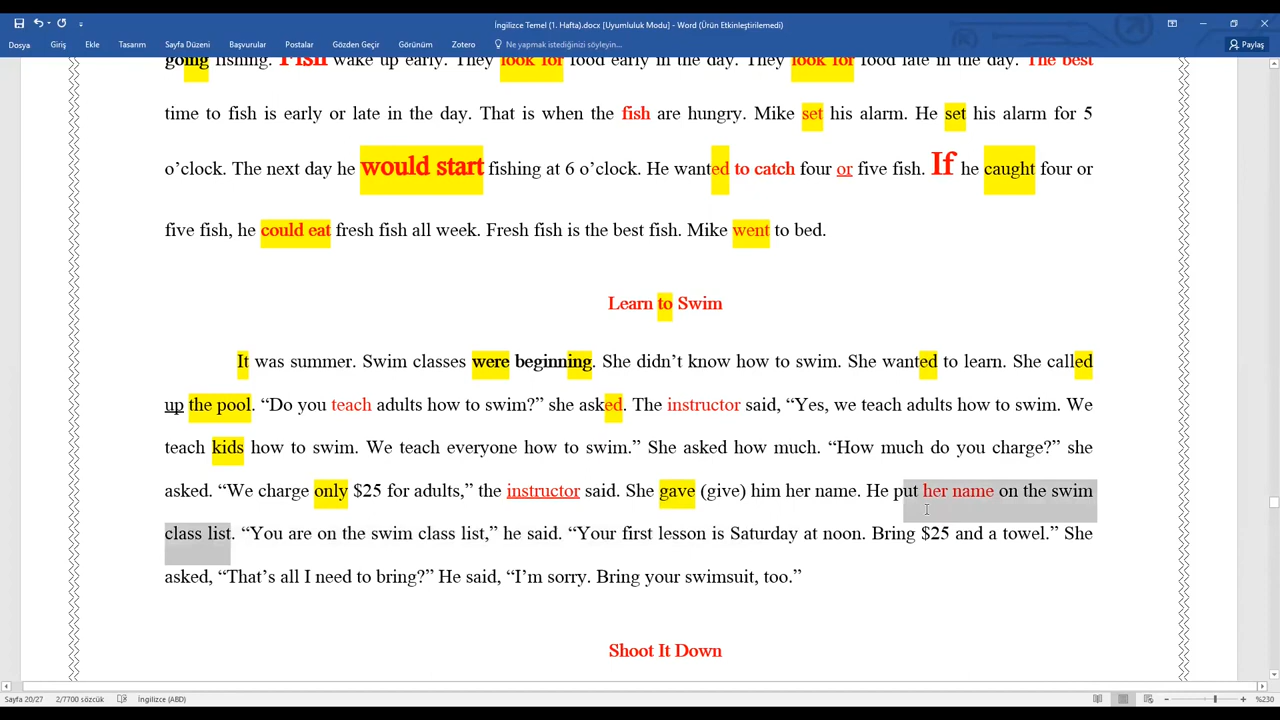 İngilizce Temel (1. Hafta).docx [Uyumluluk Modu] - Word (Ürün Etkinleştirilemedi)
Dosya Giriş Ekle Tasarım Sayfa Düzeni Başvurular Postalar Gözden Geçir Görünüm Zotero Ne yapmak istediğinizi söyleyin... Paylaş
going fishing. Fish wake up early. They look for food early in the day. They look for food late in the day. The best
time to fish is early or late in the day. That is when the fish are hungry. Mike set his alarm. He set his alarm for 5
o’clock. The next day he would start fishing at 6 o’clock. He wanted to catch four or five fish. If he caught four or
five fish, he could eat fresh fish all week. Fresh fish is the best fish. Mike went to bed.
Learn to Swim
It was summer. Swim classes were beginning. She didn’t know how to swim. She wanted to learn. She called
up the pool. “Do you teach adults how to swim?” she asked. The instructor said, “Yes, we teach adults how to swim. We
teach kids how to swim. We teach everyone how to swim.” She asked how much. “How much do you charge?” she
asked. “We charge only $25 for adults,” the instructor said. She gave (give) him her name. He put her name on the swim
class list. “You are on the swim class list,” he said. “Your first lesson is Saturday at noon. Bring $25 and a towel.” She
asked, “That’s all I need to bring?” He said, “I’m sorry. Bring your swimsuit, too.”
Shoot It Down
Sayfa 20/27 2/7700 sözcük İngilizce (ABD) %230